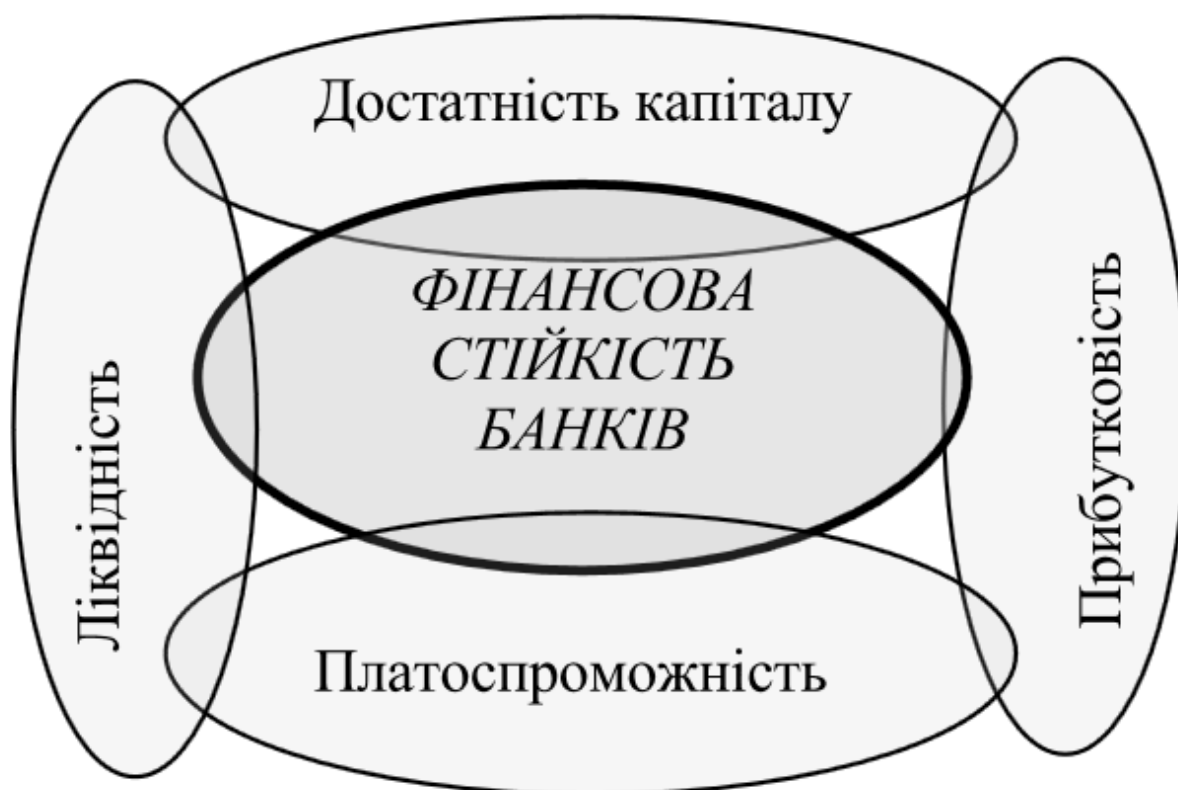 Достатність капіталу
ФІНАНСОВА
СТІЙКІСТЬ
БАНКІВ
Ліквідність
Прибутковість
Платоспроможність